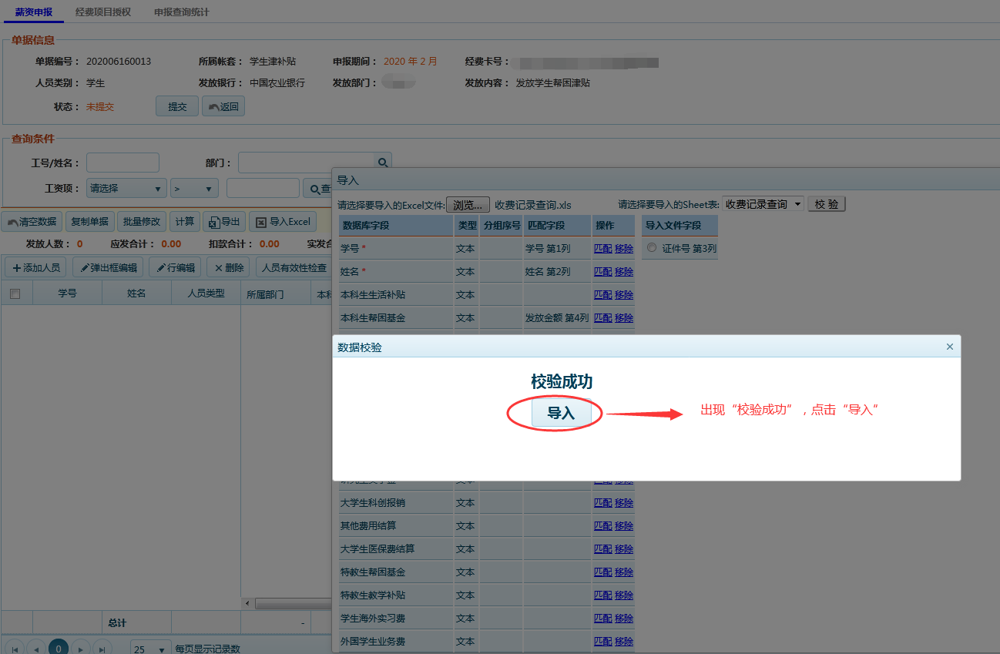 薪资申报 经费项目授权 申报查询统计
单据信息
单据编号： 202006160013 所属帐套： 学生津补贴 申报期间： 2020 年 2 月 经费卡号：
人员类别： 学生 发放银行： 中国农业银行 发放部门： 发放内容： 发放学生帮困津贴
状态： 未提交 提交 返回
查询条件
工号/姓名： 部门：
工资项： 请选择 > 查
导入
请选择要导入的Excel文件: 浏览... 收费记录查询.xls 请选择要导入的Sheet表: 收费记录查询 校 验
清空数据 复制单据 批量修改 计算 导出 导入Excel
发放人数： 0 应发合计： 0.00 扣款合计： 0.00 实发合
添加人员 弹出框编辑 行编辑 删除 人员有效性检查
学号 姓名 人员类型 所属部门 本科
数据库字段 类型 分组序号 匹配字段 操作 导入文件字段
学号 * 文本 学号 第1列 匹配 移除 证件号 第3列
姓名 * 文本 姓名 第2列 匹配 移除
本科生生活补贴 文本 匹配 移除
本科生帮困基金 文本 发放金额 第4列 匹配 移除
数据校验 ×
校验成功
导入
出现“校验成功”，点击“导入”
大学生科创报销 文本 匹配 移除
其他费用结算 文本 匹配 移除
大学生医保费结算 文本 匹配 移除
特教生帮困基金 文本 匹配 移除
特教生教学补贴 文本 匹配 移除
学生海外实习费 文本 匹配 移除
外国学生业务费 文本 匹配 移除
总计 -
0 25 每页显示记录数